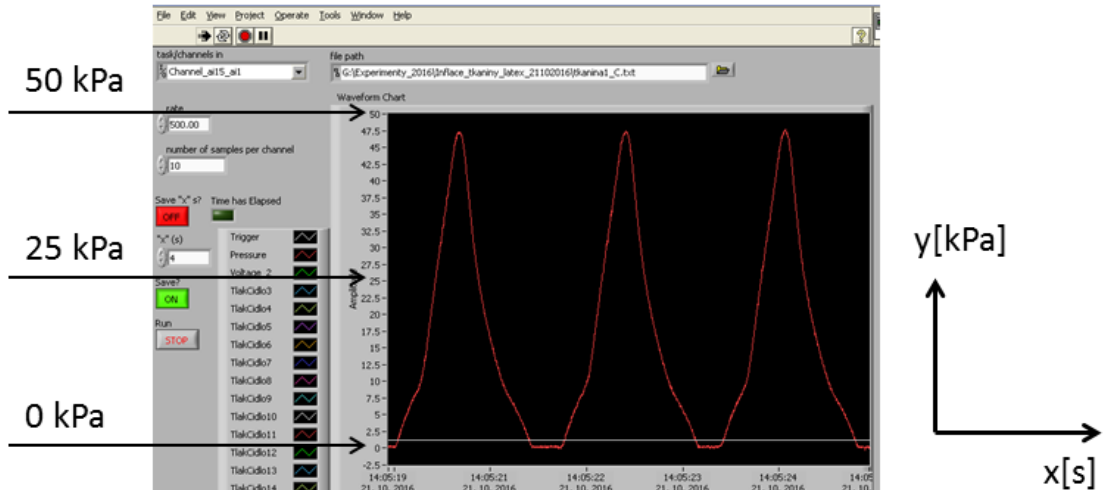 File Edit View Project Operate Tools Window Help
task/channels in
Channel_ai15_ai1
file path
G:\Experimenty_2016\Inflace_tkaniny_latex_21102016\tkanina1_C.txt
50 kPa
rate
500.00
number of samples per channel
10
Save "x" s? Time has Elapsed
OFF
"x" (s)
4
Save?
ON
Run
STOP
25 kPa
0 kPa
Trigger
Pressure
Voltage_2
TlakCidlo3
TlakCidlo4
TlakCidlo5
TlakCidlo6
TlakCidlo7
TlakCidlo8
TlakCidlo9
TlakCidlo10
TlakCidlo11
TlakCidlo12
TlakCidlo13
TlakCidlo14
Waveform Chart
50
47.5
45
42.5
40
37.5
35
32.5
30
27.5
25
22.5
20
17.5
15
12.5
10
7.5
5
2.5
0
-2.5
14:05:19 14:05:21 14:05:22 14:05:23 14:05:24
21. 10. 2016 21. 10. 2016 21. 10. 2016 21. 10. 2016 21. 10. 2016
y[kPa]
x[s]